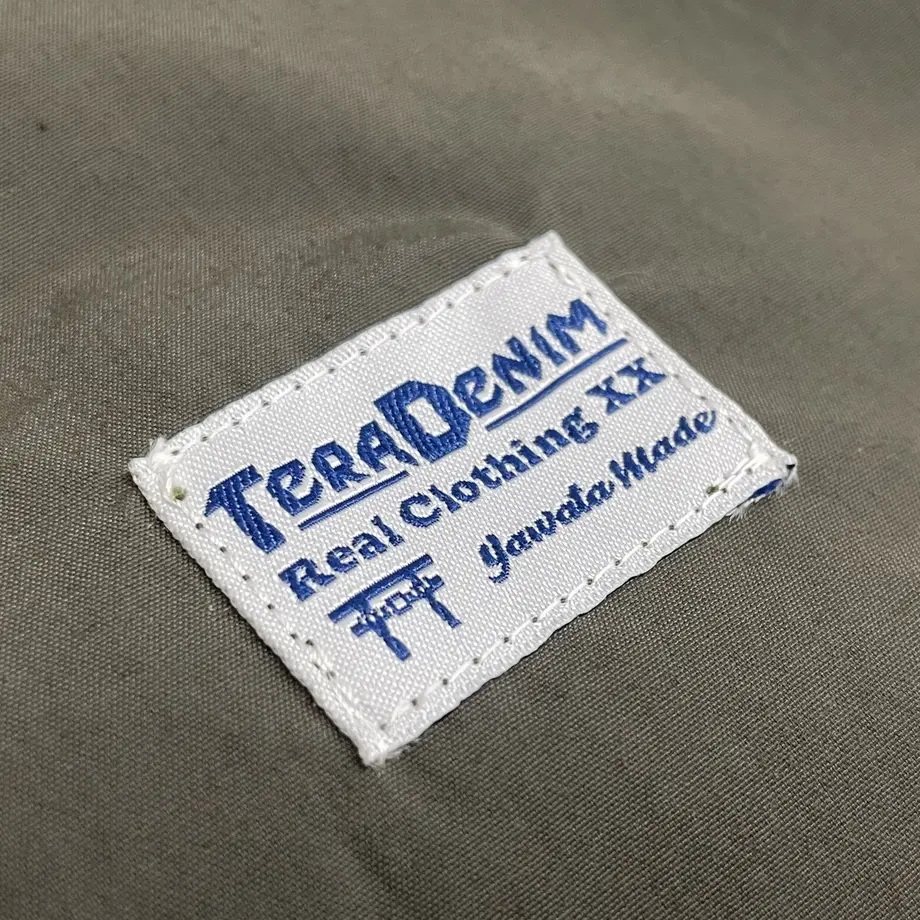 TERADENIM
Real Clothing XX
Yawata Made